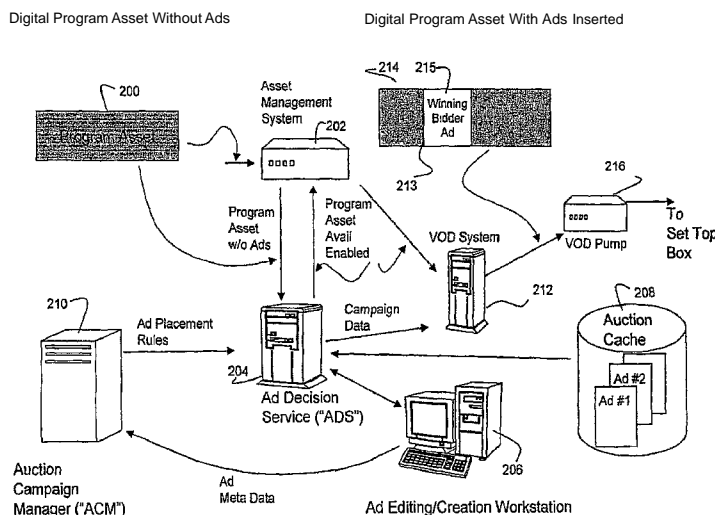 Digital Program Asset Without Ads
Digital Program Asset With Ads Inserted
200
Program Asset
Asset
Management
System
202
214
215
Winning
Bidder
Ad
213
216
To
Set Top
Box
VOD Pump
Program
Asset
w/o Ads
Program
Asset
Avail
Enabled
VOD System
212
210
Ad Placement
Rules
204
Ad Decision
Service ("ADS")
Campaign
Data
208
Auction
Cache
Ad #2
Ad #1
206
Auction
Campaign
Manager ("ACM")
Ad
Meta Data
Ad Editing/Creation Workstation